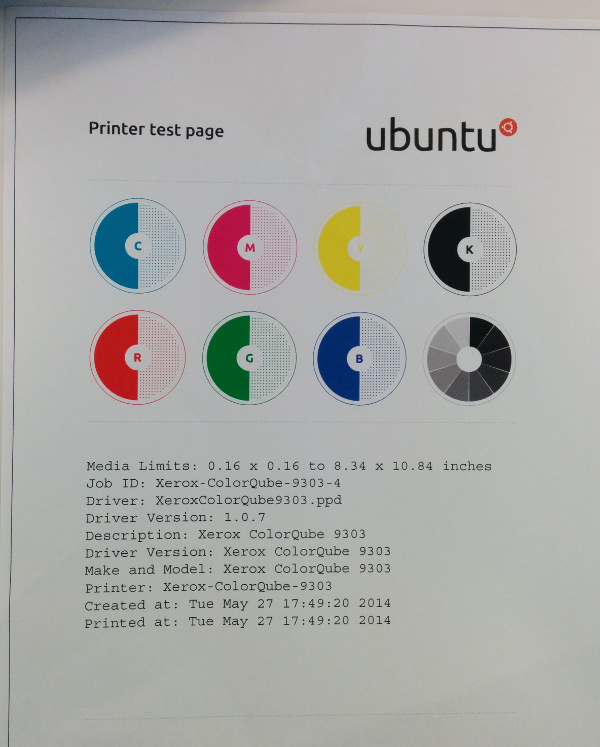 Printer test page
ubuntu
C
M
Y
K
R
G
B
Media Limits: 0.16 x 0.16 to 8.34 x 10.84 inches
Job ID: Xerox-ColorQube-9303-4
Driver: XeroxColorQube9303.ppd
Driver Version: 1.0.7
Description: Xerox ColorQube 9303
Driver Version: Xerox ColorQube 9303
Make and Model: Xerox ColorQube 9303
Printer: Xerox-ColorQube-9303
Created at: Tue May 27 17:49:20 2014
Printed at: Tue May 27 17:49:20 2014